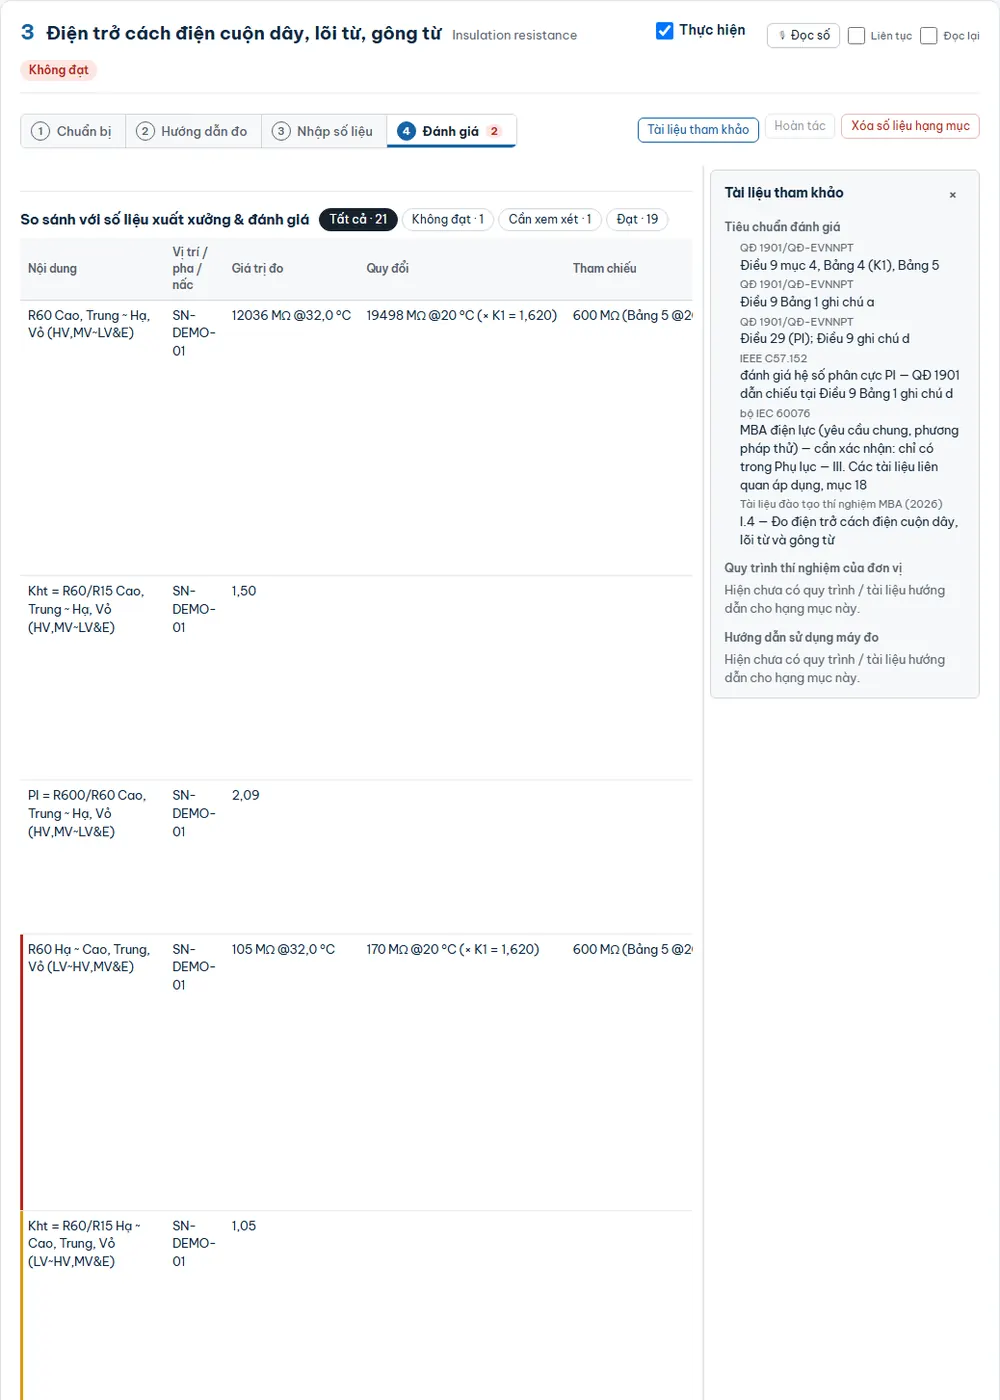 3 Điện trở cách điện cuộn dây, lõi từ, gông từ Insulation resistance
Thực hiện
Đọc số
Liên tục
Đọc lại
Không đạt
1 Chuẩn bị
2 Hướng dẫn đo
3 Nhập số liệu
4 Đánh giá 2
Tài liệu tham khảo
Hoàn tác
Xóa số liệu hạng mục
So sánh với số liệu xuất xưởng & đánh giá
Tất cả · 21
Không đạt · 1
Cần xem xét · 1
Đạt · 19
Nội dung
Vị trí /
pha /
nấc
Giá trị đo
Quy đổi
Tham chiếu
R60 Cao, Trung ~ Hạ,
Vỏ (HV,MV~LV&E)
SN-
DEMO-
01
12036 MΩ @32,0 °C
19498 MΩ @20 °C (× K1 = 1,620)
600 MΩ (Bảng 5 @20
Kht = R60/R15 Cao,
Trung ~ Hạ, Vỏ
(HV,MV~LV&E)
SN-
DEMO-
01
1,50
PI = R600/R60 Cao,
Trung ~ Hạ, Vỏ
(HV,MV~LV&E)
SN-
DEMO-
01
2,09
R60 Hạ ~ Cao, Trung,
Vỏ (LV~HV,MV&E)
SN-
DEMO-
01
105 MΩ @32,0 °C
170 MΩ @20 °C (× K1 = 1,620)
600 MΩ (Bảng 5 @20
Kht = R60/R15 Hạ ~
Cao, Trung, Vỏ
(LV~HV,MV&E)
SN-
DEMO-
01
1,05
Tài liệu tham khảo ×
Tiêu chuẩn đánh giá
QĐ 1901/QĐ-EVNNPT
Điều 9 mục 4, Bảng 4 (K1), Bảng 5
QĐ 1901/QĐ-EVNNPT
Điều 9 Bảng 1 ghi chú a
QĐ 1901/QĐ-EVNNPT
Điều 29 (PI); Điều 9 ghi chú d
IEEE C57.152
đánh giá hệ số phân cực PI — QĐ 1901
dẫn chiếu tại Điều 9 Bảng 1 ghi chú d
bộ IEC 60076
MBA điện lực (yêu cầu chung, phương
pháp thử) — cần xác nhận: chỉ có
trong Phụ lục — III. Các tài liệu liên
quan áp dụng, mục 18
Tài liệu đào tạo thí nghiệm MBA (2026)
I.4 — Đo điện trở cách điện cuộn dây,
lõi từ và gông từ
Quy trình thí nghiệm của đơn vị
Hiện chưa có quy trình / tài liệu hướng
dẫn cho hạng mục này.
Hướng dẫn sử dụng máy đo
Hiện chưa có quy trình / tài liệu hướng
dẫn cho hạng mục này.